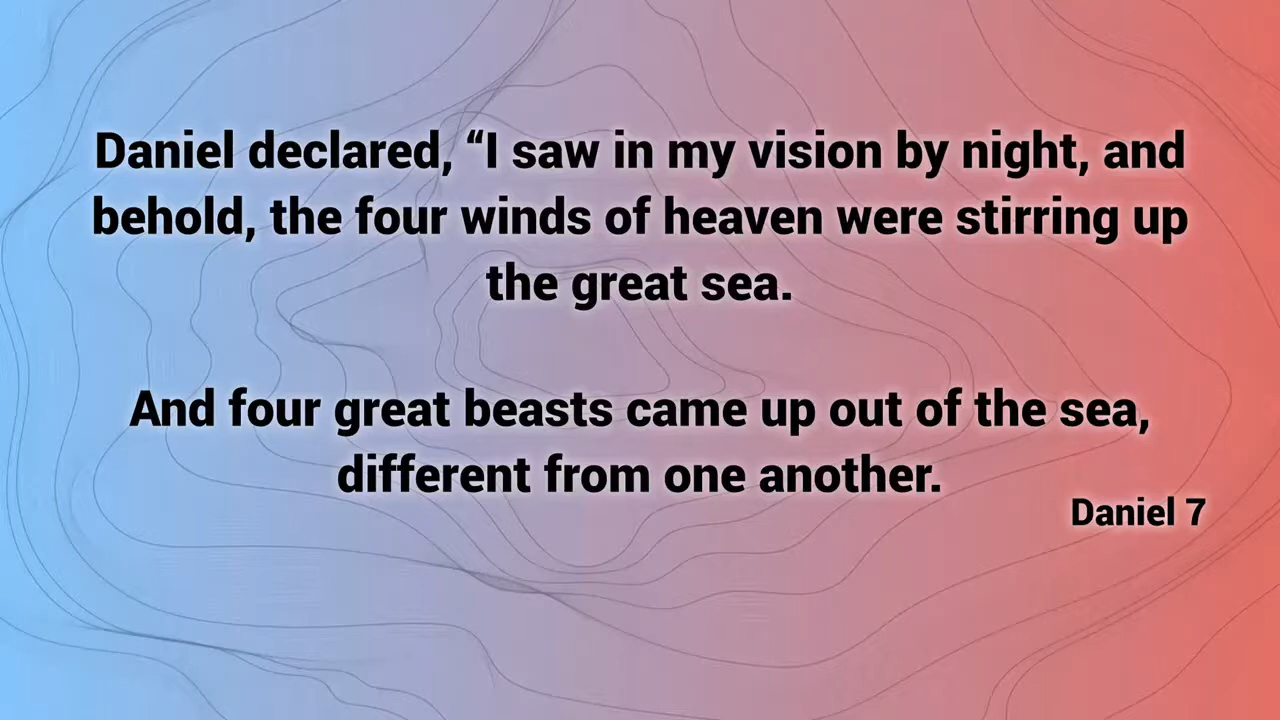 Daniel declared, “I saw in my vision by night, and
behold, the four winds of heaven were stirring up
the great sea.
And four great beasts came up out of the sea,
different from one another.
Daniel 7